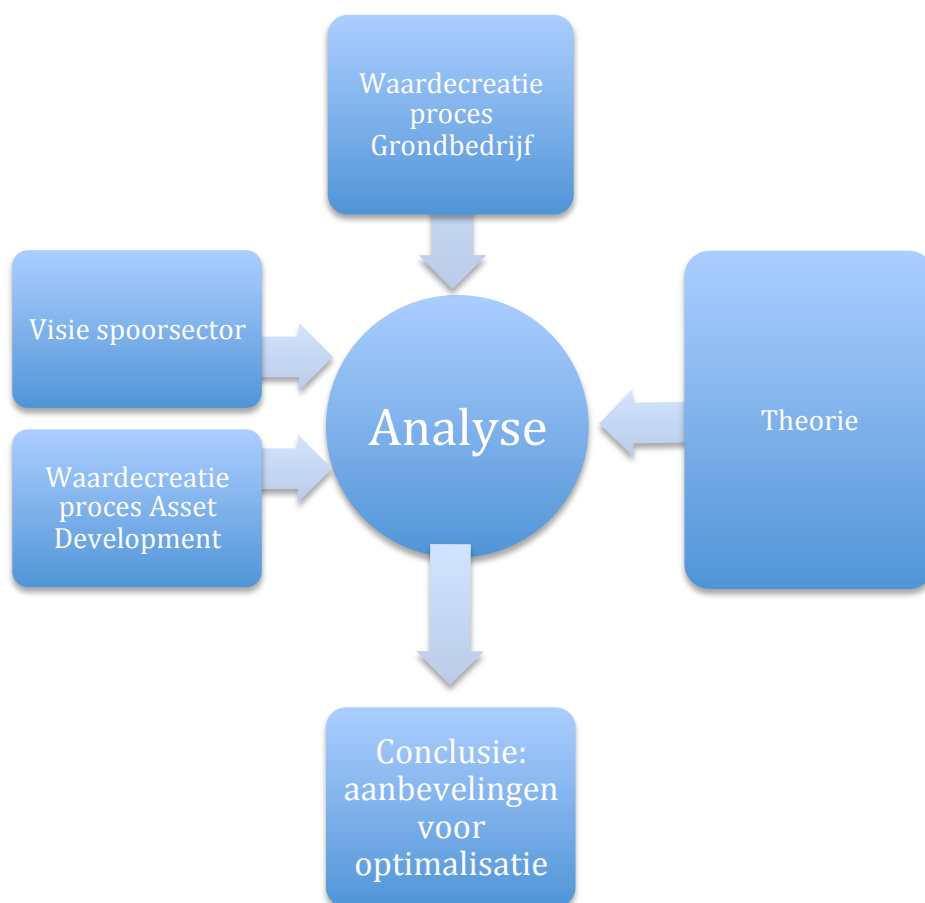 Waardecreatie
proces
Grondbedrijf
Visie spoorsector
Waardecreatie
proces Asset
Development
Analyse
Theorie
Conclusie:
aanbevelingen
voor
optimalisatie